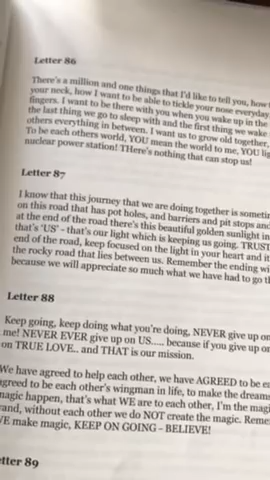 Letter 86
There's a million and one things that I'd like to tell you, how
your neck, how I want to be able to tickle your nose everyday
fingers. I want to be there with you when you wake up in the
the last thing we go to sleep with and the first thing we wake
others everything in between. I want us to grow old together,
To be each others world, YOU mean the world to me, YOU lig
nuclear power station! THere's nothing that can stop us!
Letter 87
I know that this journey that we are doing together is someti
on this road that has pot holes, and barriers and pit stops and
at the end of the road there's this beautiful golden sunlight in
that's 'US' - that's our light which is keeping us going. TRUST
end of the road, keep focused on the light in your heart and it
the rocky road that lies between us. Remember the ending wi
because we will appreciate so much what we have had to go th
Letter 88
Keep going, keep doing what you're doing, NEVER give up on
me! NEVER EVER give up on US..... because if you give up on
on TRUE LOVE.. and THAT is our mission.
We have agreed to help each other, we have AGREED to be ea
agreed to be each other's wingman in life, to make the dreams
magic happen, that's what WE are to each other, I'm the magi
and, without each other we do NOT create the magic. Reme
WE make magic, KEEP ON GOING - BELIEVE!
etter 89